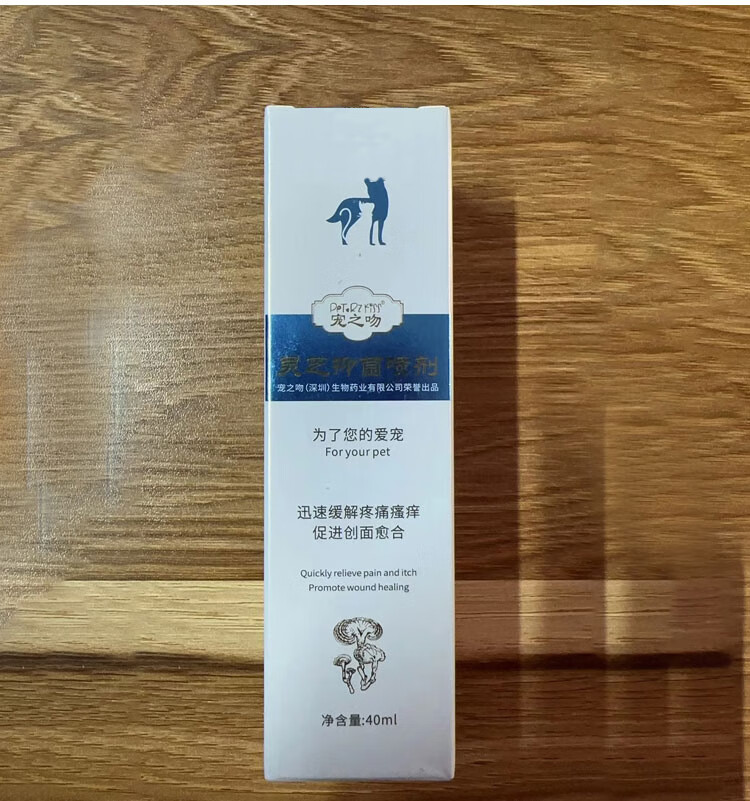 PeT&RZ KISS®
宠之吻
灵芝抑菌喷剂
宠之吻(深圳)生物药业有限公司荣誉出品
为了您的爱宠
For your pet
迅速缓解疼痛瘙痒
促进创面愈合
Quickly relieve pain and itch
Promote wound healing
净含量:40ml